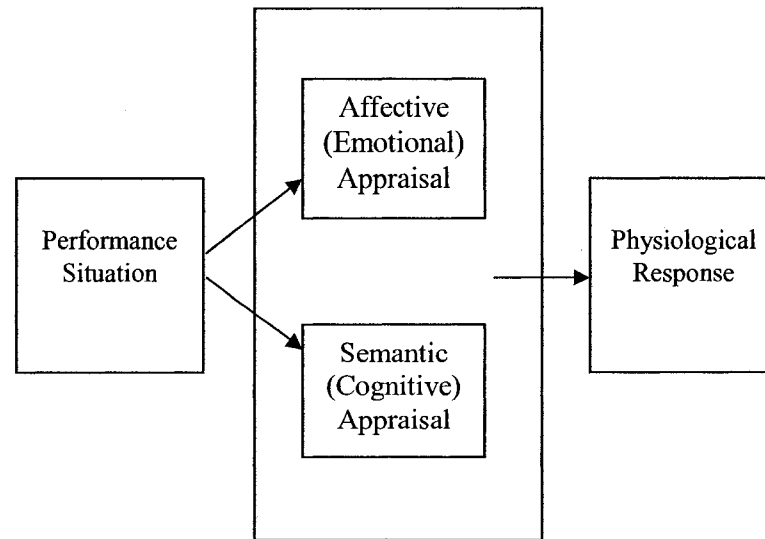 Performance
Situation
Affective
(Emotional)
Appraisal
Semantic
(Cognitive)
Appraisal
Physiological
Response